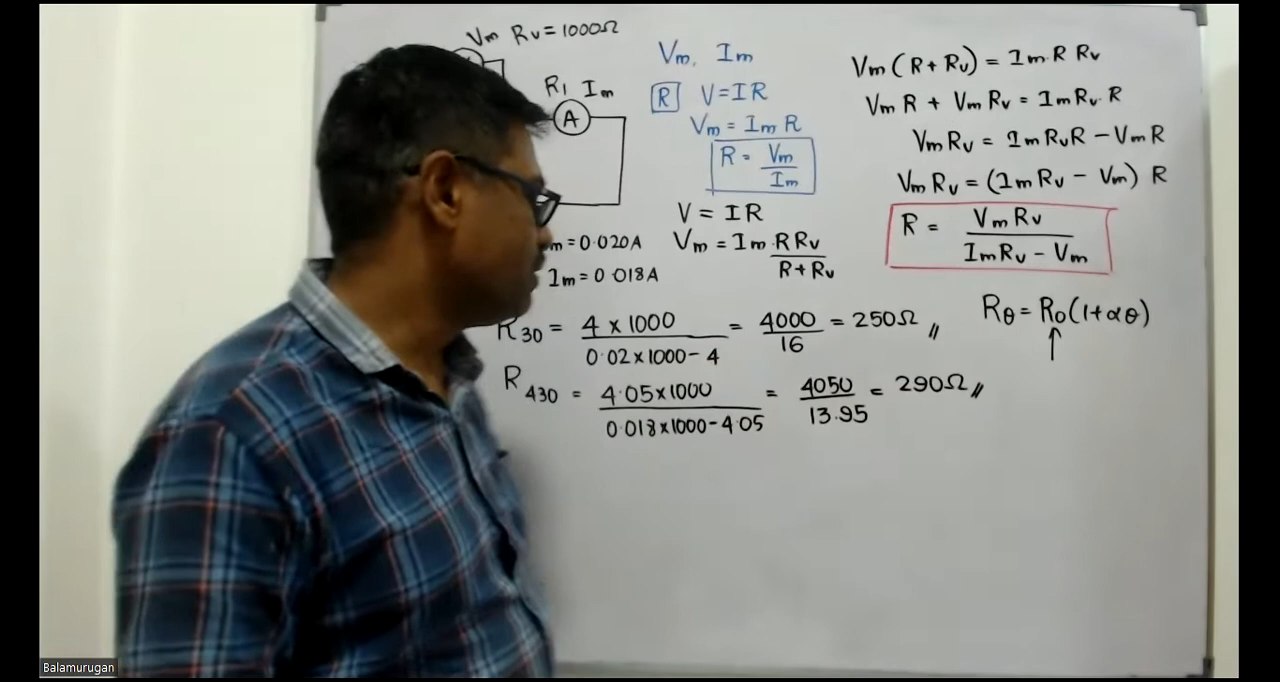 Vm Rv = 1000Ω
R, Im
A
m = 0.020A
Im = 0.018A
Vm, Im
R V = IR
Vm = Im R
R = Vm / Im
V = IR
Vm = Im . R Rv / R + Rv
Vm (R + Rv) = Im . R Rv
Vm R + Vm Rv = Im Rv . R
Vm Rv = Im Rv R - Vm R
Vm Rv = (Im Rv - Vm) R
R = Vm Rv / Im Rv - Vm
R30 = 4 x 1000 / 0.02 x 1000 - 4 = 4000 / 16 = 250Ω //
Rθ = R0 (1 + αθ)
R430 = 4.05 x 1000 / 0.018 x 1000 - 4.05 = 4050 / 13.95 = 290Ω //
Balamurugan